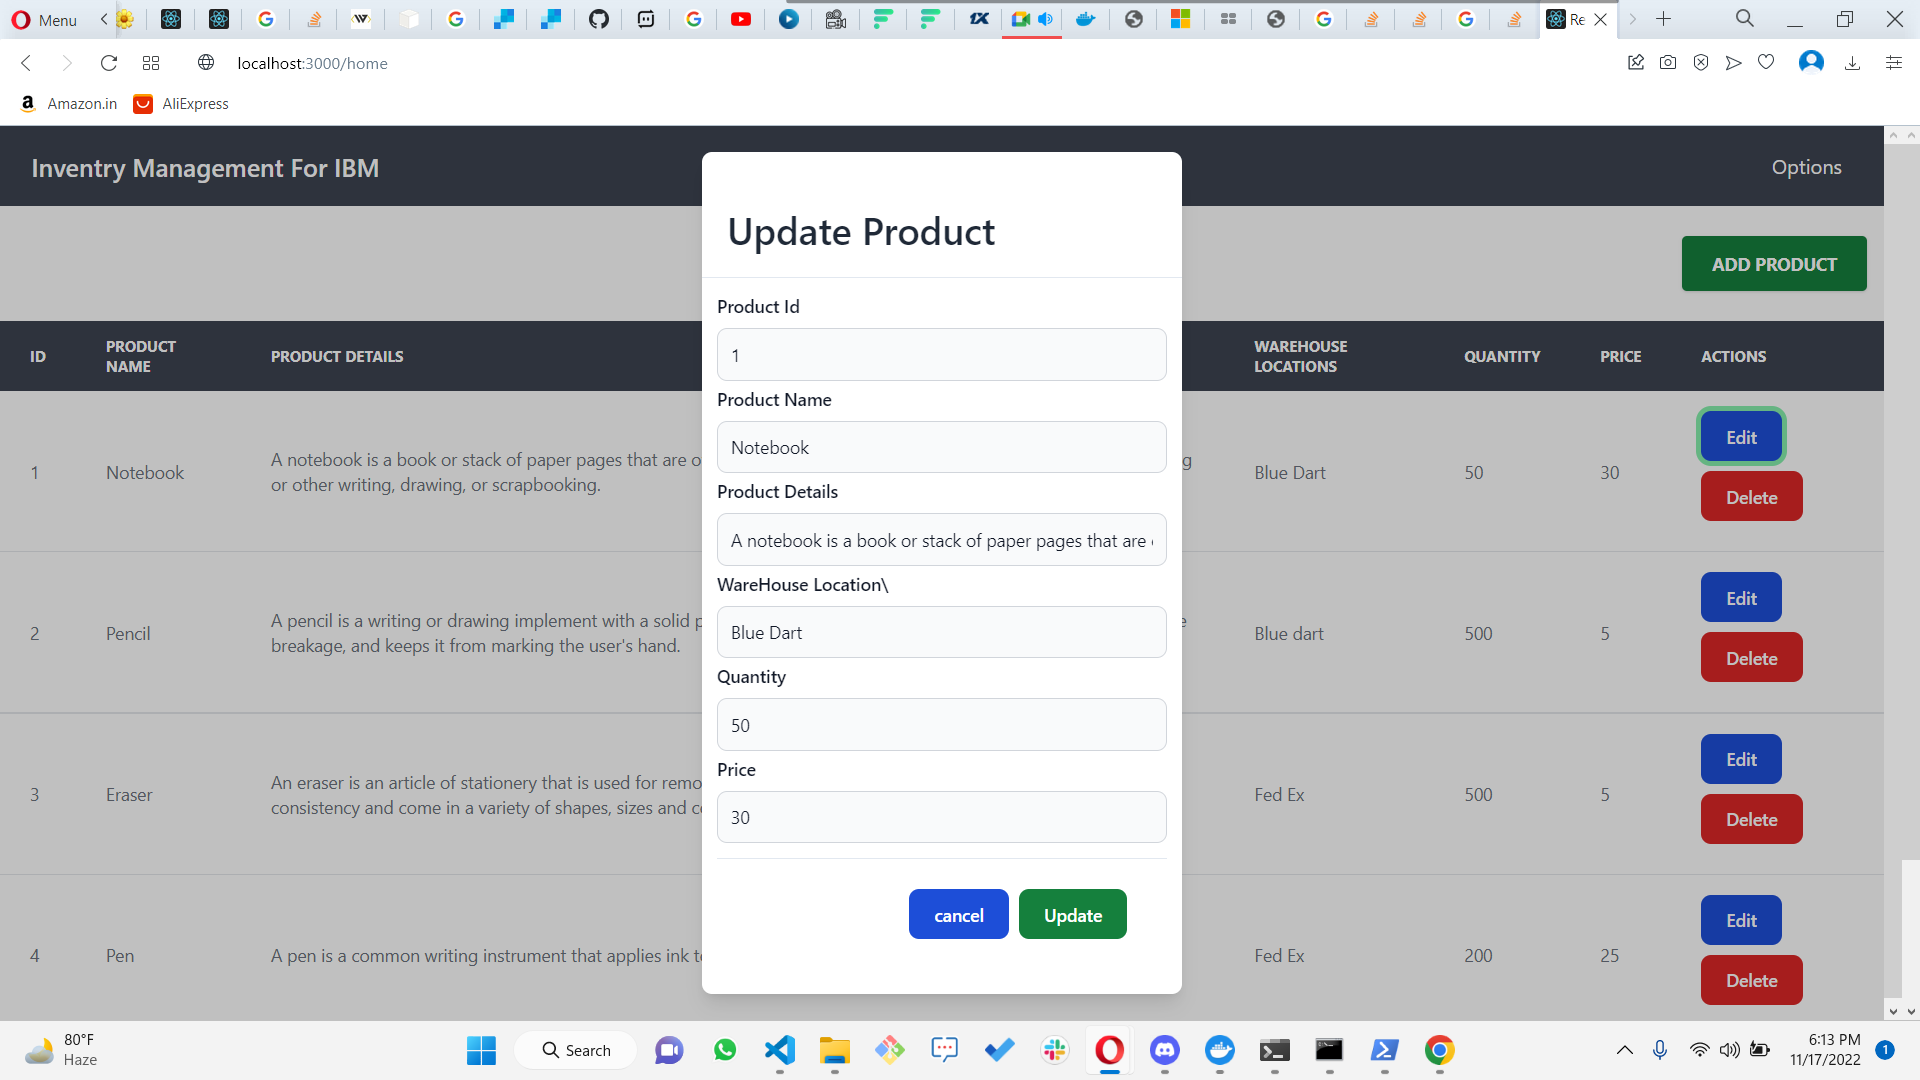 Menu
Re
localhost:3000/home
Amazon.in
AliExpress
Inventry Management For IBM
Options
ADD PRODUCT
ID
PRODUCT NAME
PRODUCT DETAILS
WAREHOUSE LOCATIONS
QUANTITY
PRICE
ACTIONS
1
Notebook
A notebook is a book or stack of paper pages that are
or other writing, drawing, or scrapbooking.
Blue Dart
50
30
Edit
Delete
2
Pencil
A pencil is a writing or drawing implement with a solid
breakage, and keeps it from marking the user's hand.
Blue dart
500
5
Edit
Delete
3
Eraser
An eraser is an article of stationery that is used for
consistency and come in a variety of shapes, sizes and
Fed Ex
500
5
Edit
Delete
4
Pen
A pen is a common writing instrument that applies ink
Fed Ex
200
25
Edit
Delete
Update Product
Product Id
1
Product Name
Notebook
Product Details
A notebook is a book or stack of paper pages that are
WareHouse Location\
Blue Dart
Quantity
50
Price
30
cancel
Update
80°F
Haze
Search
6:13 PM
11/17/2022
1